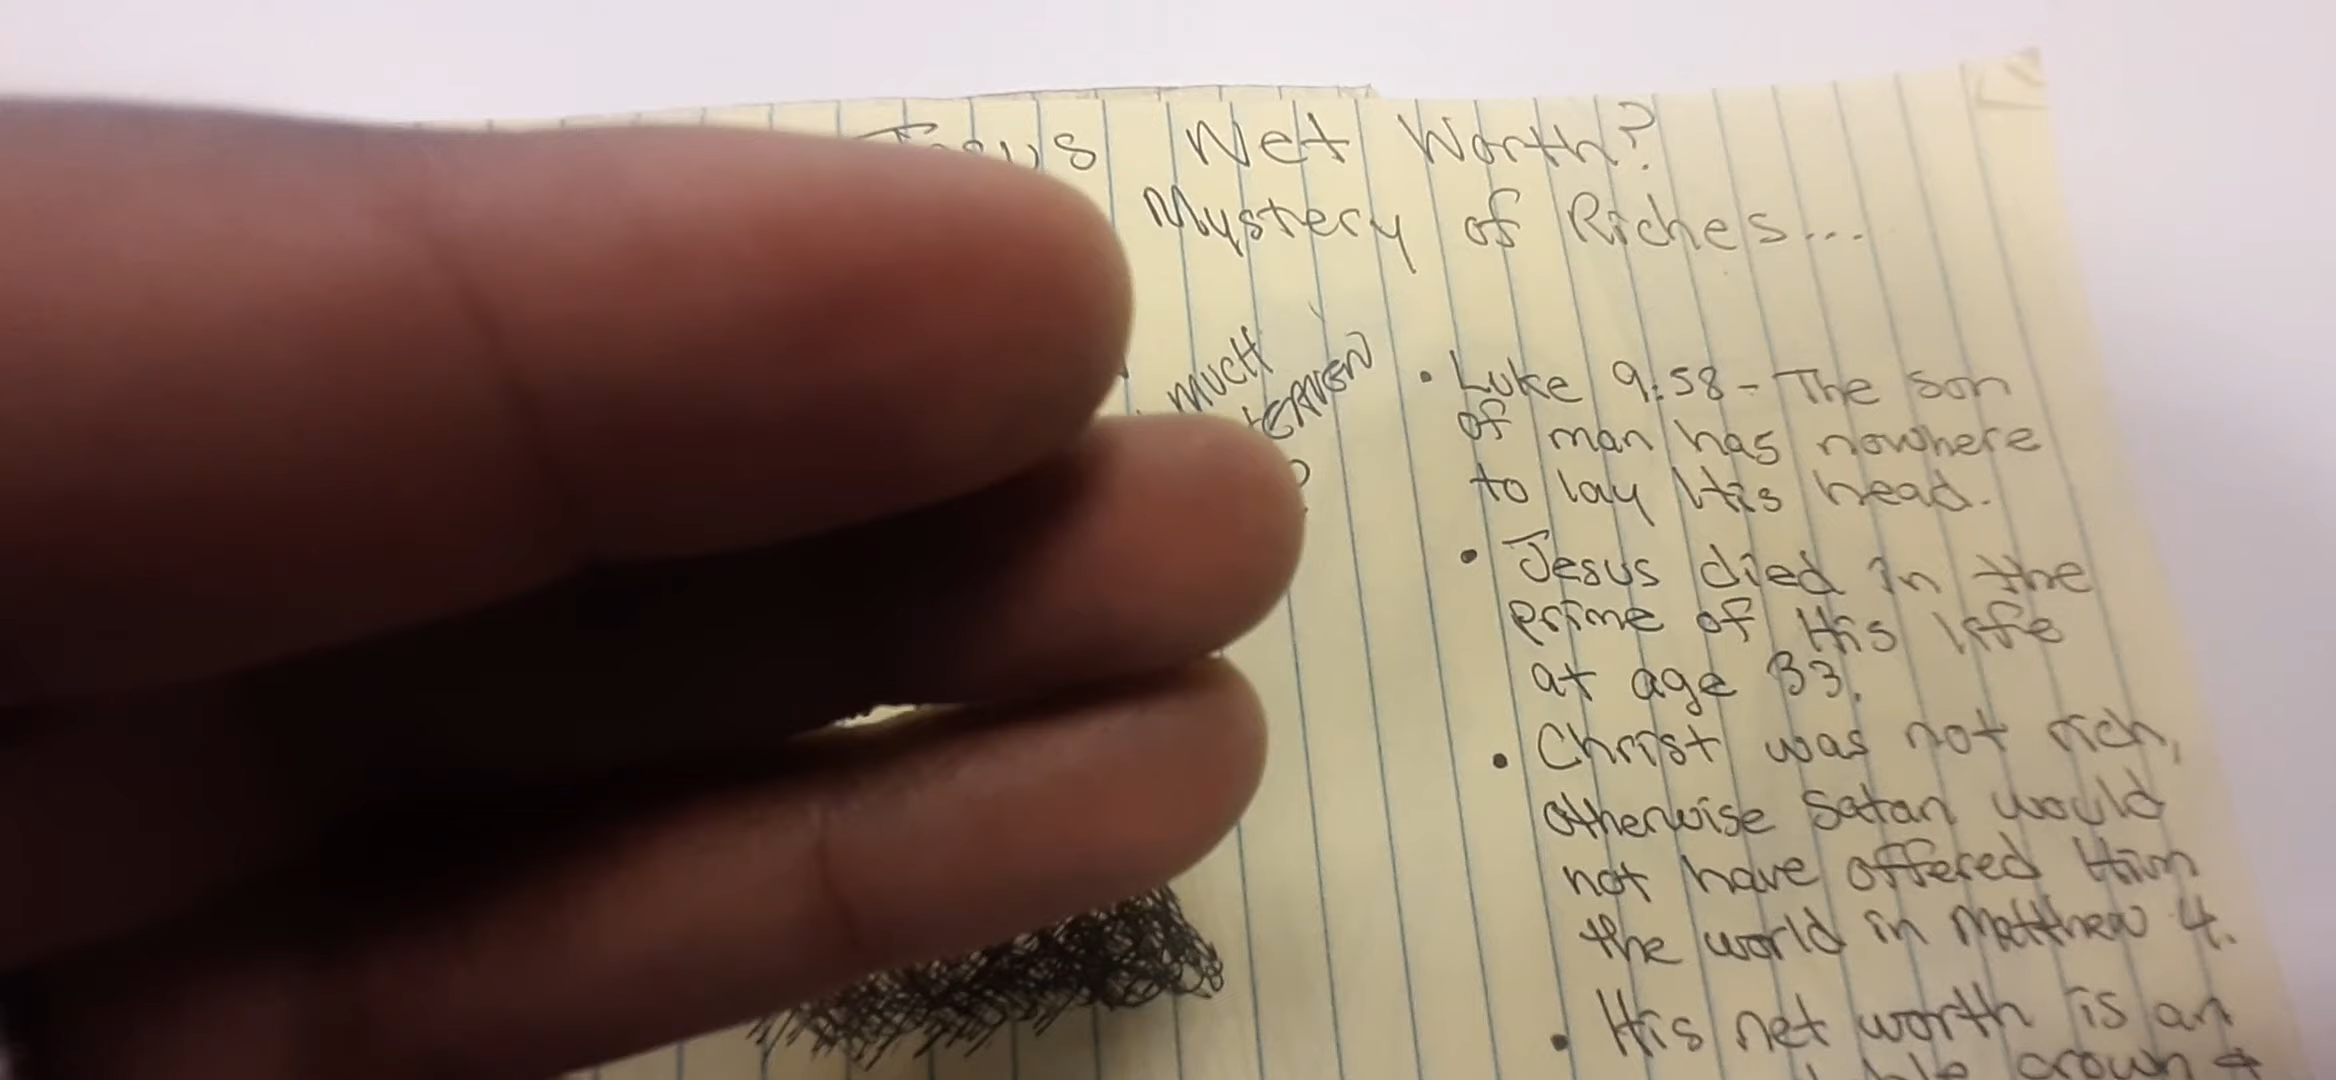 Jesus Net Worth?
Mystery of Riches...
MUCH
• Luke 9:58 - The son
of man has nowhere
to lay His head.
• Jesus died in the
prime of His life
at age 33.
• Christ was not rich,
otherwise Satan would
not have offered Him
the world in Matthew 4.
• His net worth is an
crown